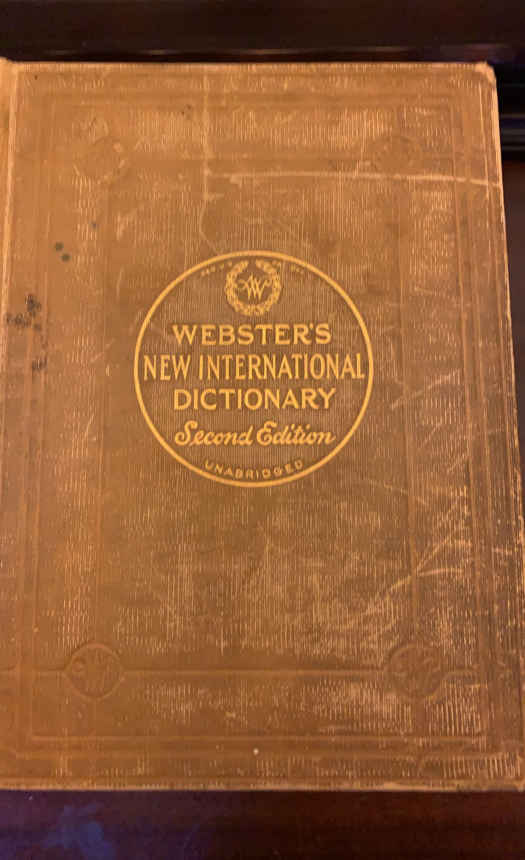 W
WEBSTER'S
NEW INTERNATIONAL
DICTIONARY
Second Edition
UNABRIDGED
W
W